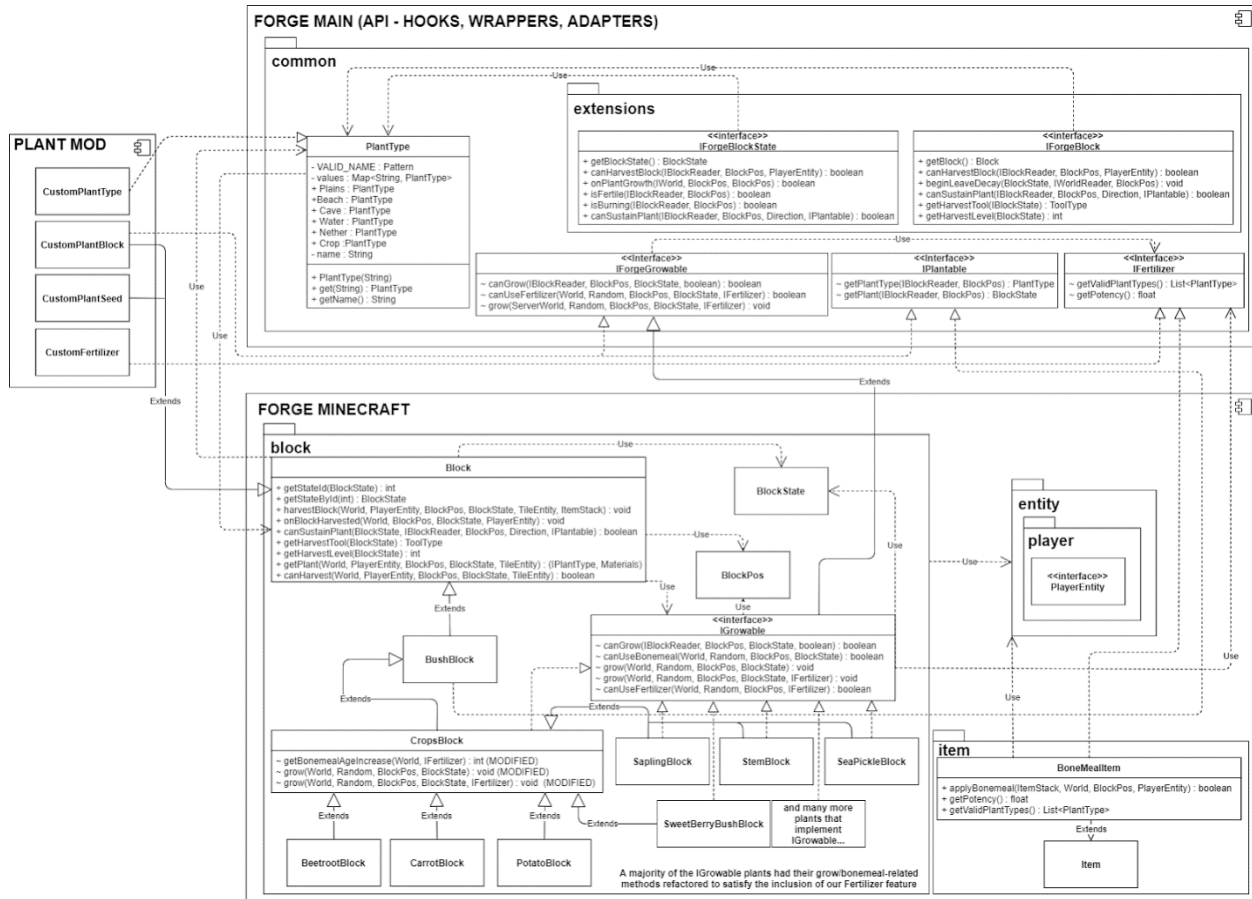 FORGE MAIN (API - HOOKS, WRAPPERS, ADAPTERS)
common
Use
Use
extensions
PLANT MOD
CustomPlantType
CustomPlantBlock
CustomPlantSeed
CustomFertilizer
PlantType
- VALID_NAME : Pattern
- values : Map<String, PlantType>
+ Plains : PlantType
+Beach : PlantType
+ Cave : PlantType
+ Water : PlantType
+ Nether : PlantType
+ Crop :PlantType
- name : String
+ PlantType(String)
+ get(String) : PlantType
+ getName() : String
<<interface>>
IForgeBlockState
+ getBlockState() : BlockState
+ canHarvestBlock(IBlockReader, BlockPos, PlayerEntity) : boolean
+ onPlantGrowth(IWorld, BlockPos, BlockPos) : boolean
+ isFertile(IBlockReader, BlockPos) : boolean
+ isBurning(IBlockReader, BlockPos) : boolean
+ canSustainPlant(IBlockReader, BlockPos, Direction, IPlantable) : boolean
<<interface>>
IForgeBlock
+ getBlock() : Block
+ canHarvestBlock(IBlockReader, BlockPos, PlayerEntity) : boolean
+ beginLeaveDecay(BlockState, IWorldReader, BlockPos) : void
+ canSustainPlant(IBlockReader, BlockPos, Direction, IPlantable) : boolean
+ getHarvestTool(IBlockState) : ToolType
+ getHarvestLevel(BlockState) : int
Use
<<Interface>>
IForgeGrowable
~ canGrow(IBlockReader, BlockPos, BlockState, boolean) : boolean
~ canUseFertilizer(World, Random, BlockPos, BlockState, IFertilizer) : boolean
~ grow(ServerWorld, Random, BlockPos, BlockState, IFertilizer) : void
<<Interface>>
IPlantable
~ getPlantType(IBlockReader, BlockPos) : PlantType
~ getPlant(IBlockReader, BlockPos) : BlockState
<<Interface>>
IFertilizer
~ getValidPlantTypes() : List<PlantType>
~ getPotency() : float
Use
Use
Extends
Extends
FORGE MINECRAFT
block
Use
Block
+ getStateId(BlockState) : int
+ getStateById(int) : BlockState
+ harvestBlock(World, PlayerEntity, BlockPos, BlockState, TileEntity, ItemStack) : void
+ onBlockHarvested(World, BlockPos, BlockState, PlayerEntity) : void
+ canSustainPlant(BlockState, IBlockReader, BlockPos, Direction, IPlantable) : boolean
+ getHarvestTool(BlockState) : ToolType
+ getHarvestLevel(BlockState) : int
+ getPlant(World, PlayerEntity, BlockPos, BlockState, TileEntity) : (IPlantType, Materials)
+ canHarvest(World, PlayerEntity, BlockPos, BlockState, TileEntity) : boolean
BlockState
Use
BlockPos
Use
Use
Use
Use
entity
player
<<interface>>
PlayerEntity
Extends
BushBlock
<<interface>>
IGrowable
~ canGrow(IBlockReader, BlockPos, BlockState, boolean) : boolean
~ canUseBonemeal(World, Random, BlockPos, BlockState) : boolean
~ grow(World, Random, BlockPos, BlockState) : void
~ grow(World, Random, BlockPos, BlockState, IFertilizer) : void
~ canUseFertilizer(World, Random, BlockPos, IFertilizer) : boolean
Use
Use
Extends
Extends
CropsBlock
~ getBonemealAgeIncrease(World, IFertilizer) : int (MODIFIED)
~ grow(World, Random, BlockPos, BlockState) : void (MODIFIED)
~ grow(World, Random, BlockPos, BlockState, IFertilizer) : void (MODIFIED)
SaplingBlock
StemBlock
SeaPickleBlock
item
BoneMealItem
+ applyBonemeal(ItemStack, World, BlockPos, PlayerEntity) : boolean
+ getPotency() : float
+ getValidPlantTypes() : List<PlantType>
Extends
Item
Extends
Extends
Extends
Extends
SweetBerryBushBlock
and many more
plants that
implement
IGrowable...
BeetrootBlock
CarrotBlock
PotatoBlock
A majority of the IGrowable plants had their grow/bonemeal-related
methods refactored to satisfy the inclusion of our Fertilizer feature